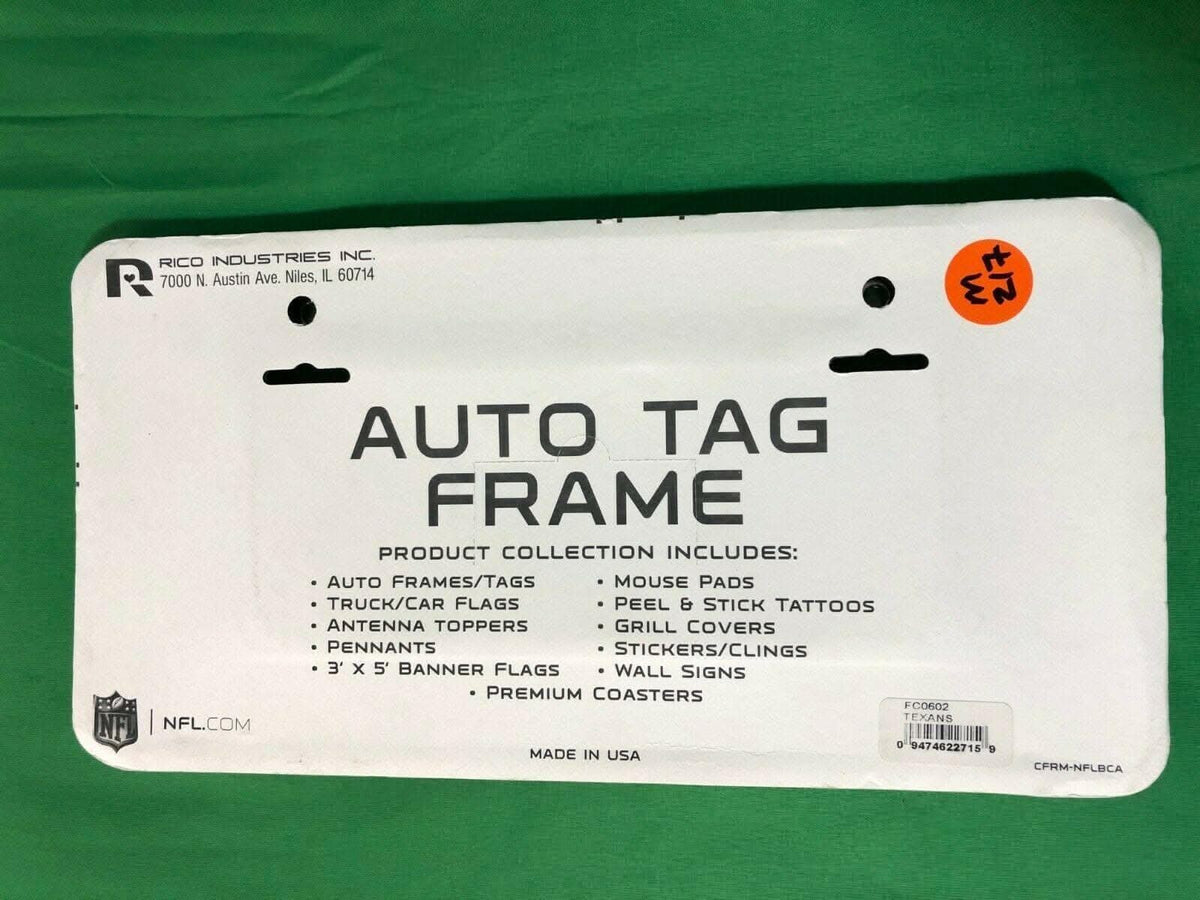 R RICO INDUSTRIES INC.
7000 N. Austin Ave. Niles, IL 60714
AUTO TAG
FRAME
PRODUCT COLLECTION INCLUDES:
• AUTO FRAMES/TAGS
• TRUCK/CAR FLAGS
• ANTENNA TOPPERS
• PENNANTS
• 3' X 5' BANNER FLAGS
• MOUSE PADS
• PEEL & STICK TATTOOS
• GRILL COVERS
• STICKERS/CLINGS
• WALL SIGNS
• PREMIUM COASTERS
NFL | NFL.COM
MADE IN USA
FC0602
TEXANS
0 94746 22715 9
CFRM-NFLBCA